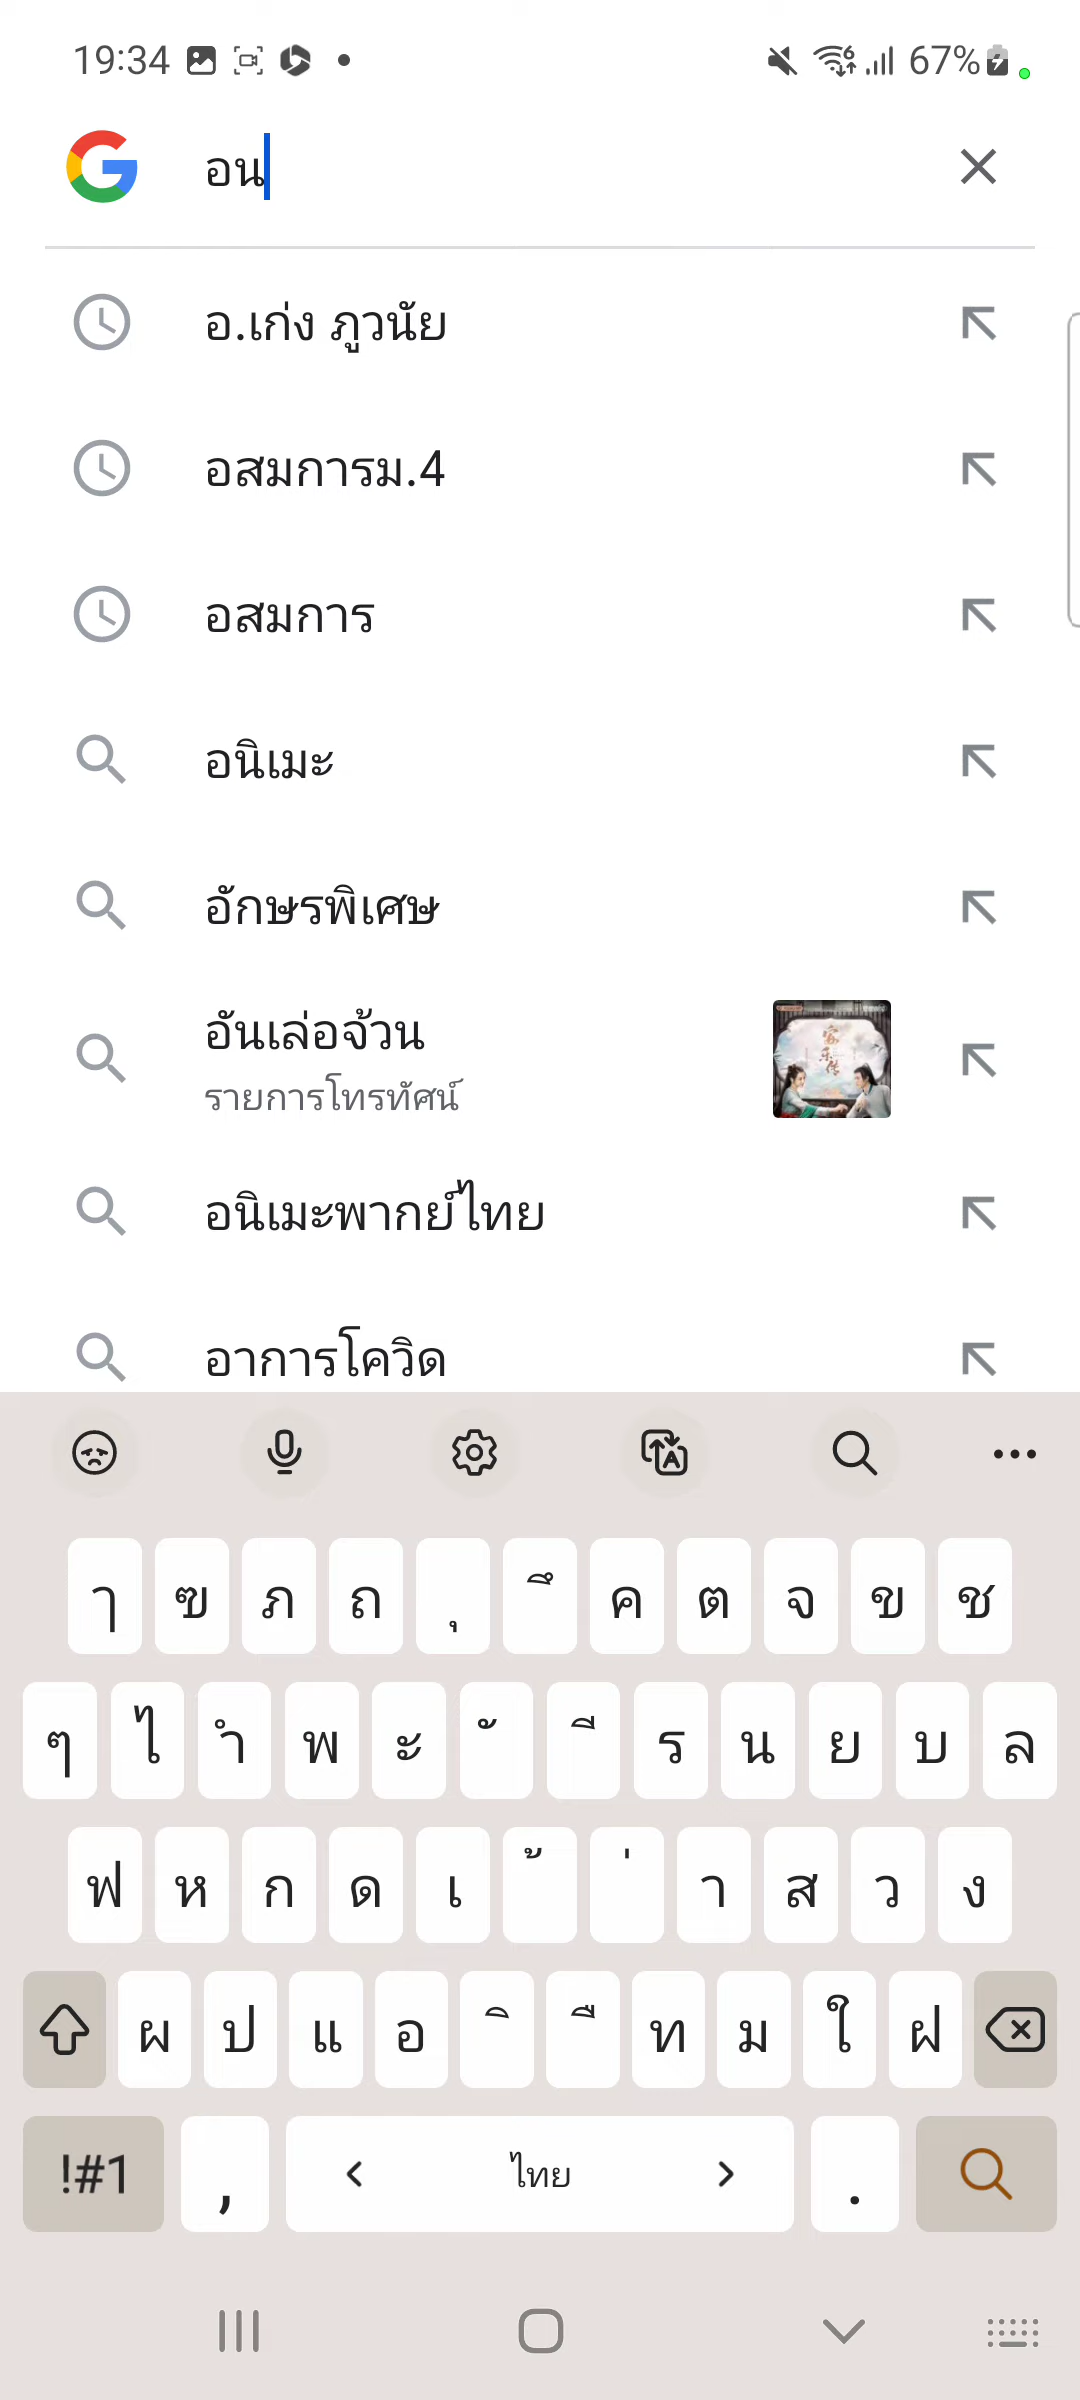 19:34
67%
อน
อ.เก่ง ภูวนัย
อสมการม.4
อสมการ
อนิเมะ
อักษรพิเศษ
อันเล่อจ้วน
รายการโทรทัศน์
อนิเมะพากย์ไทย
อาการโควิด
ๅ ฃ ภ ถ ุ ึ ค ต จ ข ช
ๆ ไ ำ พ ะ ั ี ร น ย บ ล
ฟ ห ก ด เ ้ ่ า ส ว ง
ผ ป แ อ ิ ื ท ม ใ ฝ
!#1 , < ไทย > .